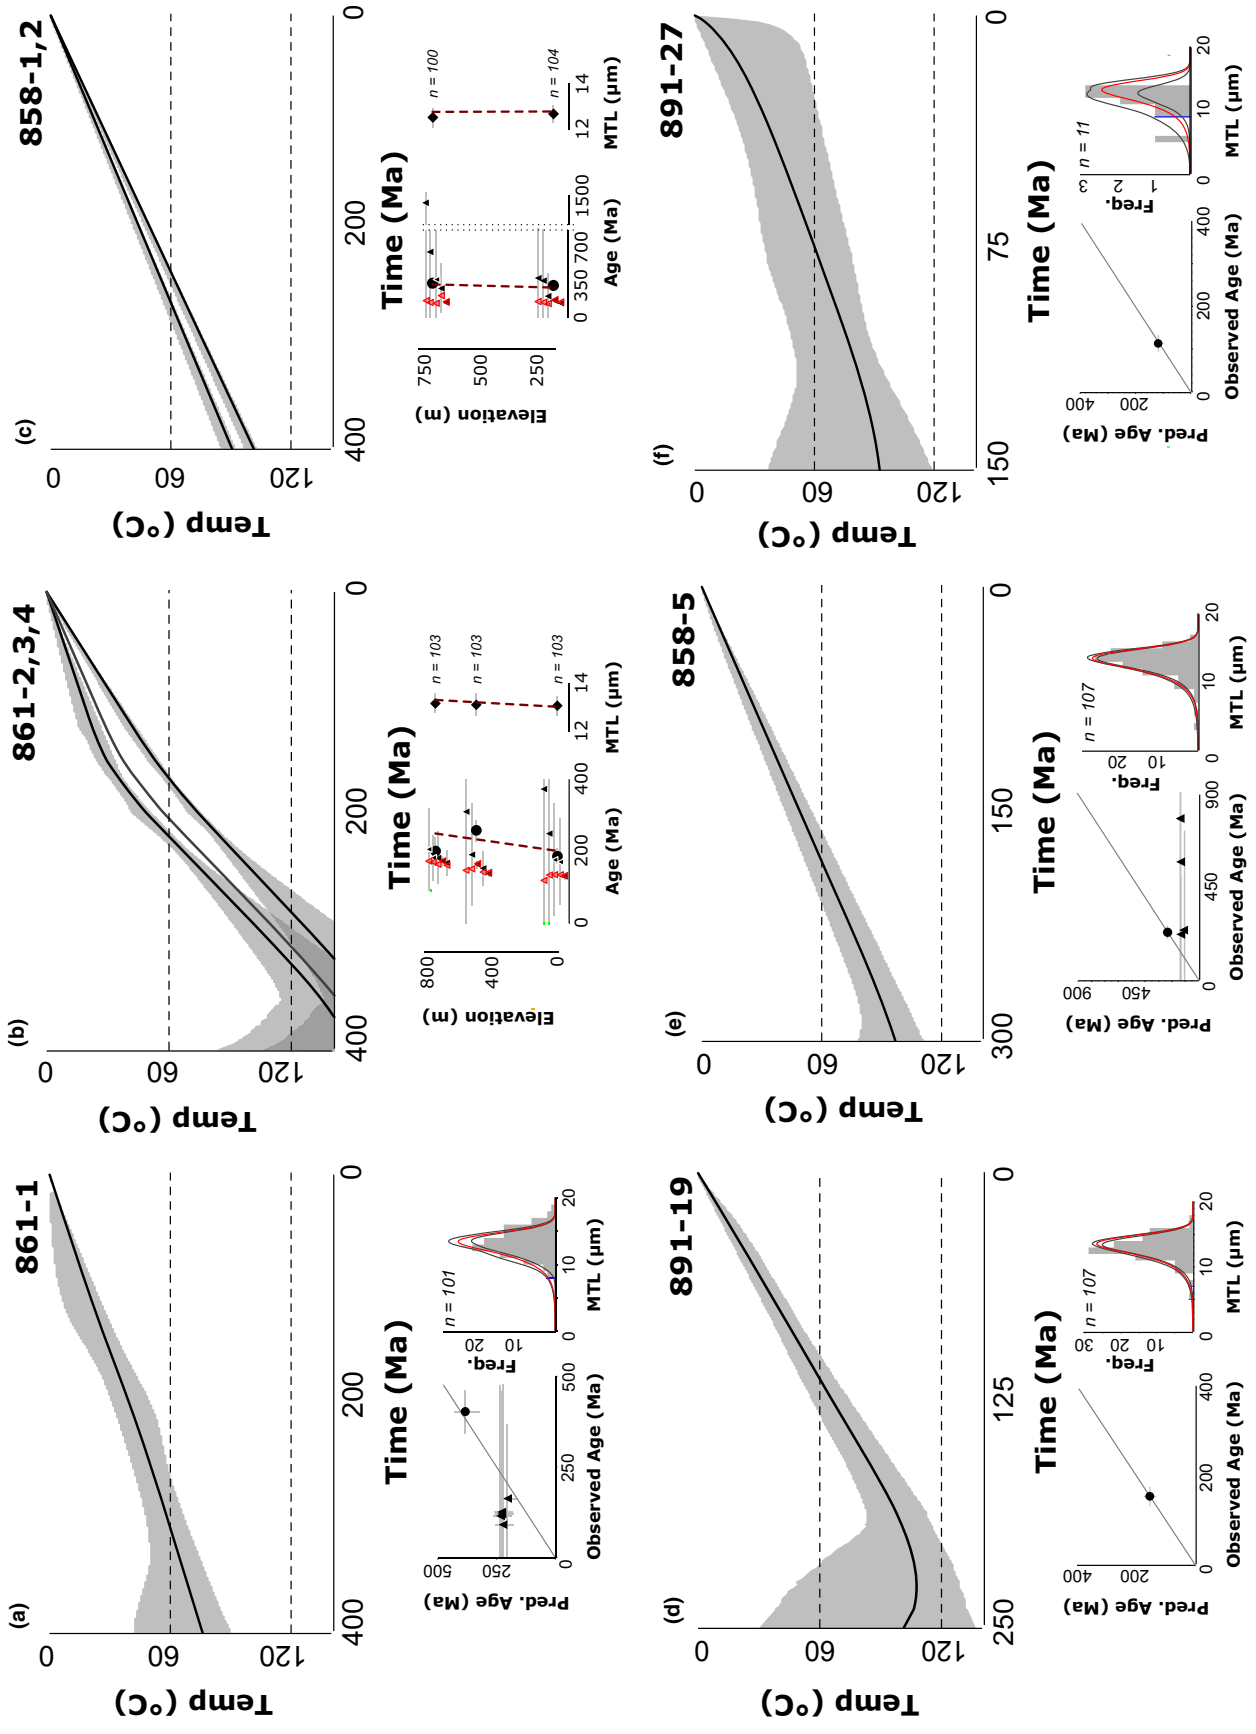 (a)
861-1
Temp (°C)
0
60
120
400
200
0
Time (Ma)
Pred. Age (Ma)
500
250
0
250
500
Observed Age (Ma)
Freq.
20
10
n = 101
0
10
20
MTL (µm)
(b)
861-2,3,4
Temp (°C)
0
60
120
400
200
0
Time (Ma)
Elevation (m)
800
400
0
0
200
400
Age (Ma)
n = 103
n = 103
n = 103
12
14
MTL (µm)
(c)
858-1,2
Temp (°C)
0
60
120
400
200
0
Time (Ma)
Elevation (m)
750
500
250
0
350
700
1500
Age (Ma)
n = 100
n = 104
12
14
MTL (µm)
(d)
891-19
Temp (°C)
0
60
120
250
125
0
Time (Ma)
Pred. Age (Ma)
400
200
0
200
400
Observed Age (Ma)
Freq.
30
20
10
n = 107
0
10
20
MTL (µm)
(e)
858-5
Temp (°C)
0
60
120
300
150
0
Time (Ma)
Pred. Age (Ma)
900
450
0
450
900
Observed Age (Ma)
Freq.
20
10
n = 107
0
10
20
MTL (µm)
(f)
891-27
Temp (°C)
0
60
120
150
75
0
Time (Ma)
Pred. Age (Ma)
400
200
0
200
400
Observed Age (Ma)
Freq.
3
2
1
n = 11
0
10
20
MTL (µm)